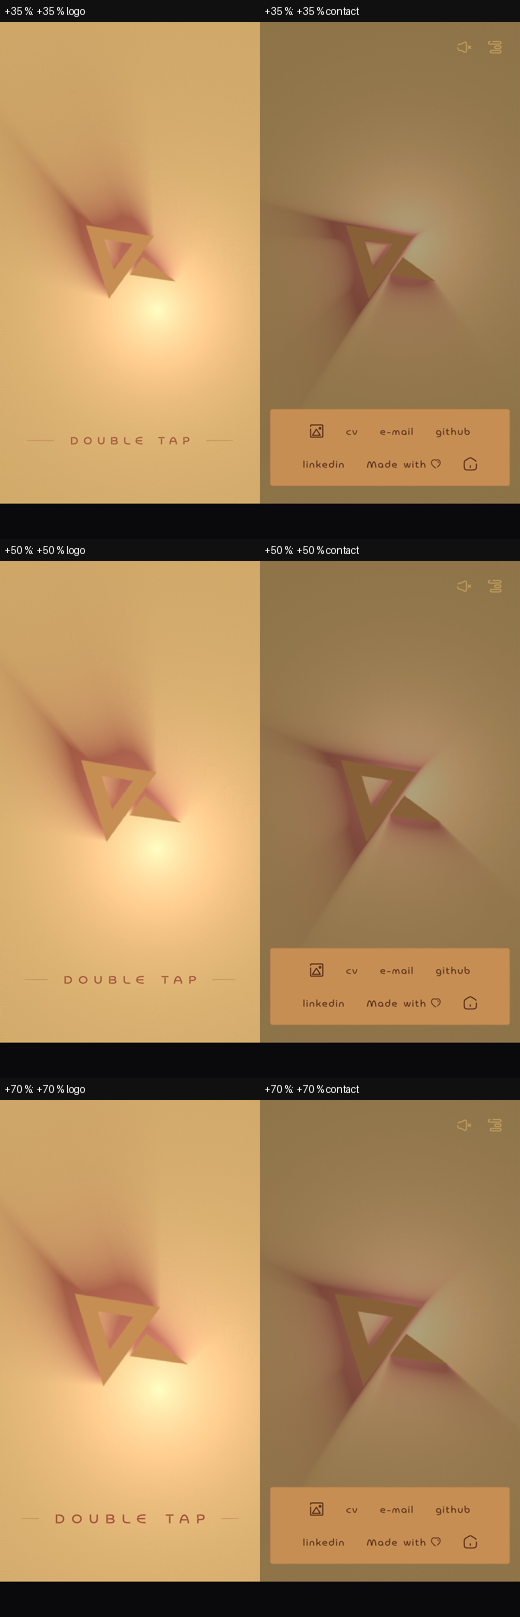 +35 %: +35 % logo
+35 %: +35 % contact
DOUBLE TAP
cv e-mail github
linkedin Made with
+50 %: +50 % logo
+50 %: +50 % contact
DOUBLE TAP
cv e-mail github
linkedin Made with
+70 %: +70 % logo
+70 %: +70 % contact
DOUBLE TAP
cv e-mail github
linkedin Made with